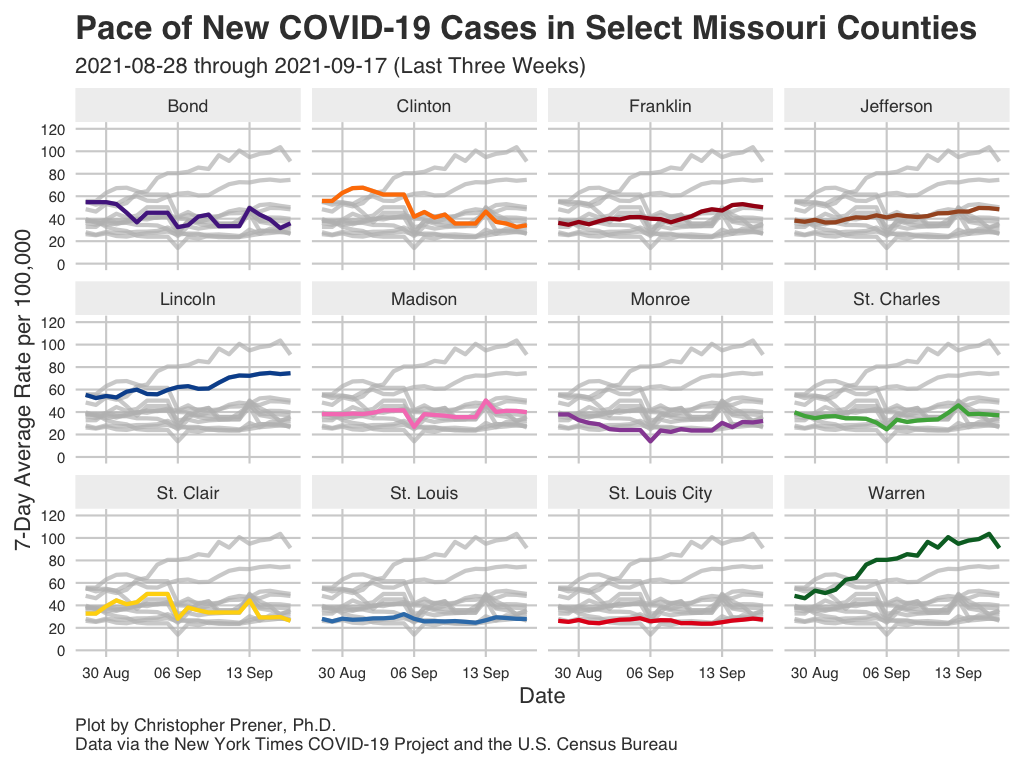 Pace of New COVID-19 Cases in Select Missouri Counties
2021-08-28 through 2021-09-17 (Last Three Weeks)
7-Day Average Rate per 100,000
Bond Clinton Franklin Jefferson
120
100
80
60
40
20
0
Lincoln Madison Monroe St. Charles
120
100
80
60
40
20
0
St. Clair St. Louis St. Louis City Warren
120
100
80
60
40
20
0
30 Aug 06 Sep 13 Sep 30 Aug 06 Sep 13 Sep 30 Aug 06 Sep 13 Sep 30 Aug 06 Sep 13 Sep
Date
Plot by Christopher Prener, Ph.D.
Data via the New York Times COVID-19 Project and the U.S. Census Bureau